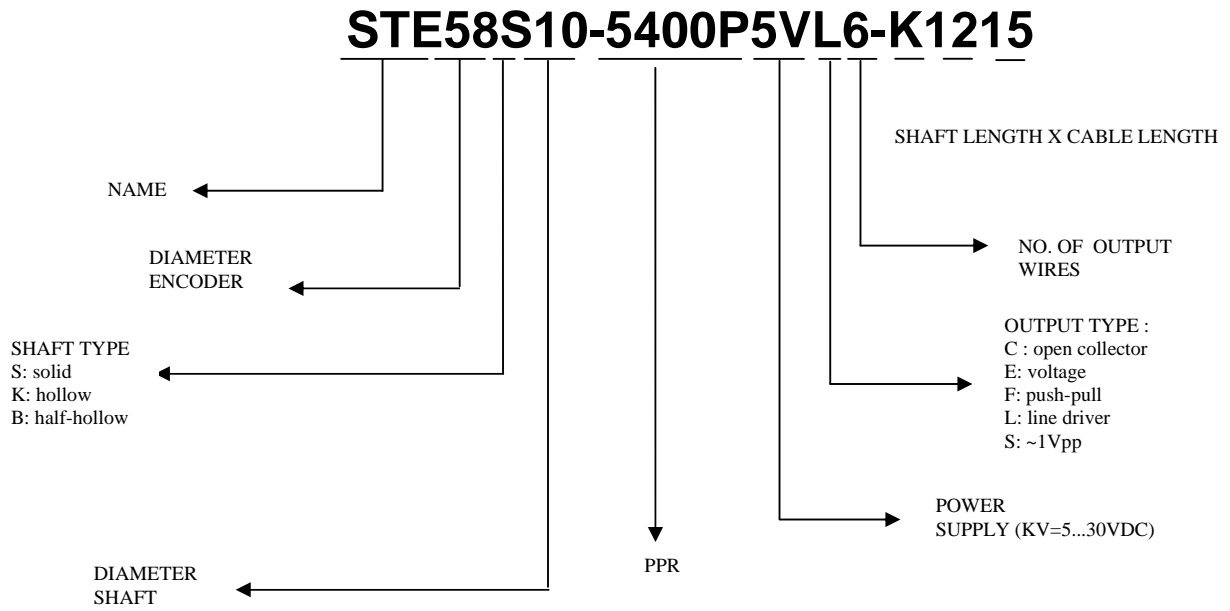 STE58S10-5400P5VL6-K1215
SHAFT LENGTH X CABLE LENGTH
NAME
NO. OF OUTPUT
WIRES
DIAMETER
ENCODER
OUTPUT TYPE :
C : open collector
E: voltage
F: push-pull
L: line driver
S: ~1Vpp
SHAFT TYPE
S: solid
K: hollow
B: half-hollow
POWER
SUPPLY (KV=5...30VDC)
PPR
DIAMETER
SHAFT